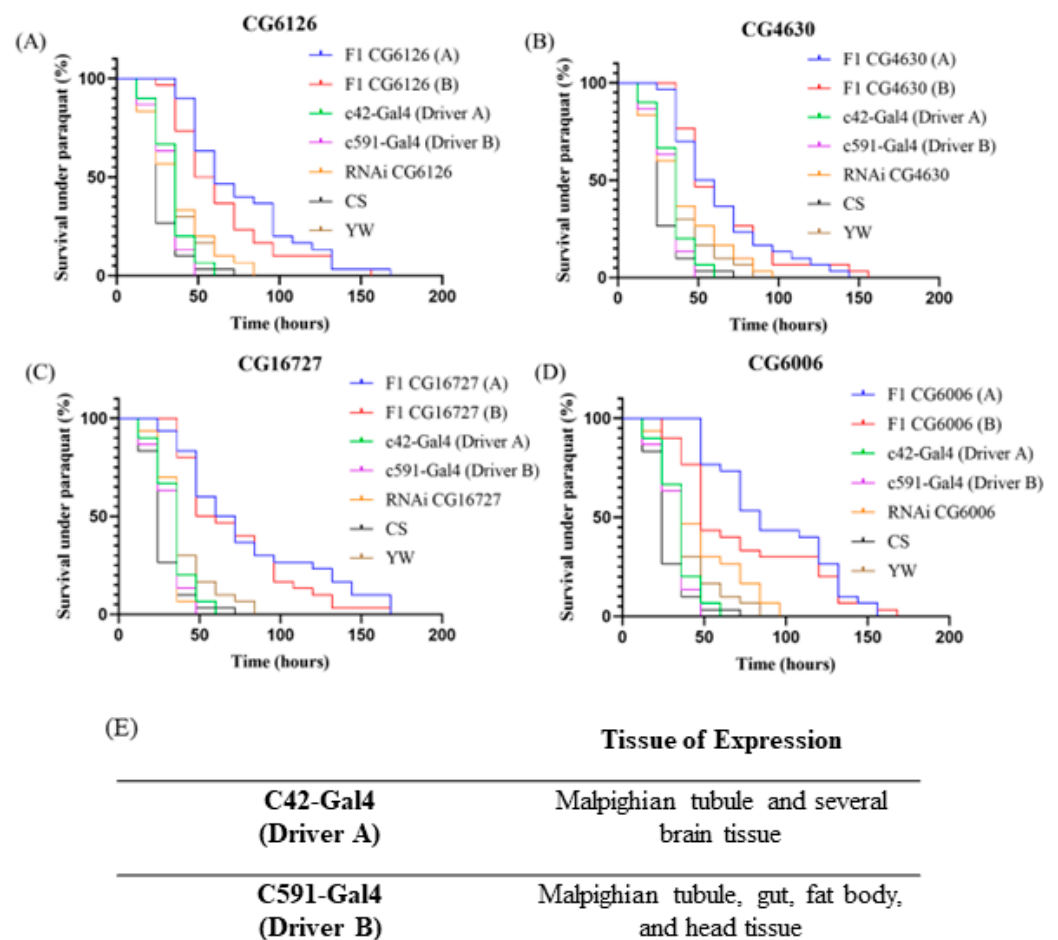 (A)
CG6126
F1 CG6126 (A)
F1 CG6126 (B)
c42-Gal4 (Driver A)
c591-Gal4 (Driver B)
RNAi CG6126
CS
YW
Survival under paraquat (%)
100
50
0
0 50 100 150 200
Time (hours)
(B)
CG4630
F1 CG4630 (A)
F1 CG4630 (B)
c42-Gal4 (Driver A)
c591-Gal4 (Driver B)
RNAi CG4630
CS
YW
Survival under paraquat (%)
100
50
0
0 50 100 150 200
Time (hours)
(C)
CG16727
F1 CG16727 (A)
F1 CG16727 (B)
c42-Gal4 (Driver A)
c591-Gal4 (Driver B)
RNAi CG16727
CS
YW
Survival under paraquat (%)
100
50
0
0 50 100 150 200
Time (hours)
(D)
CG6006
F1 CG6006 (A)
F1 CG6006 (B)
c42-Gal4 (Driver A)
c591-Gal4 (Driver B)
RNAi CG6006
CS
YW
Survival under paraquat (%)
100
50
0
0 50 100 150 200
Time (hours)
(E)
Tissue of Expression
C42-Gal4 Malpighian tubule and several
(Driver A) brain tissue
C591-Gal4 Malpighian tubule, gut, fat body,
(Driver B) and head tissue